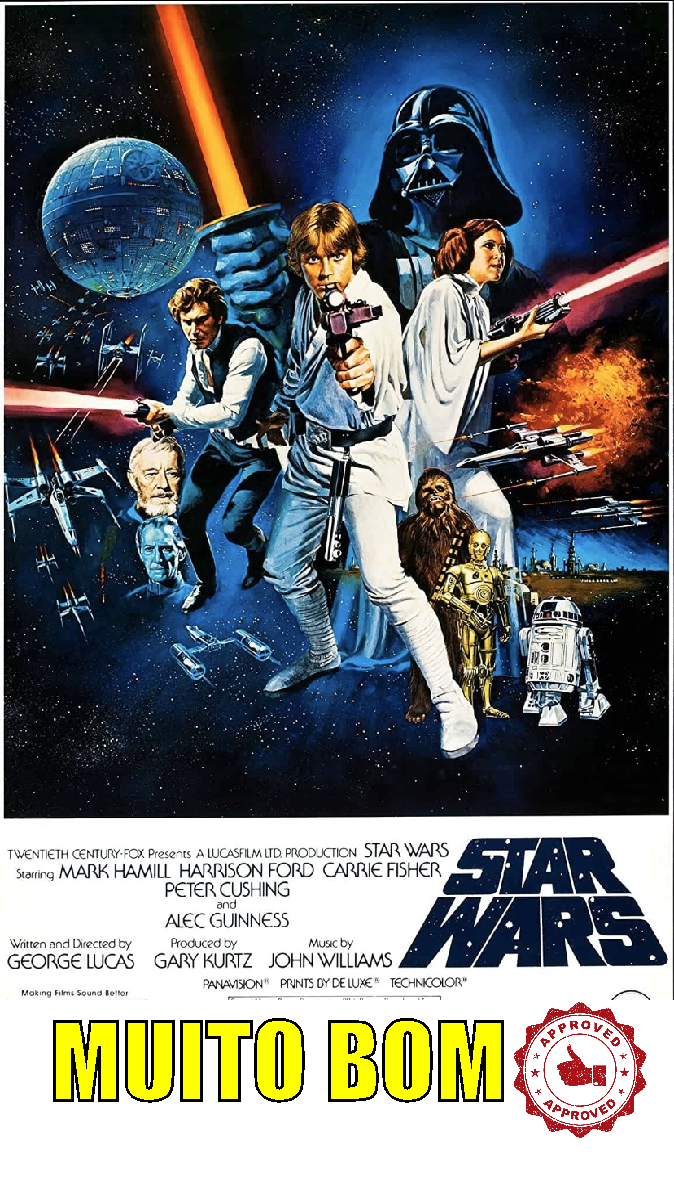 TWENTIETH CENTURY-FOX Presents A LUCASFILM LTD. PRODUCTION STAR WARS
Starring MARK HAMILL HARRISON FORD CARRIE FISHER
PETER CUSHING
and
ALEC GUINNESS
Written and Directed by GEORGE LUCAS
Produced by GARY KURTZ
Music by JOHN WILLIAMS
PANAVISION® PRINTS BY DE LUXE® TECHNICOLOR®
Making Films Sound Better
STAR
WARS
MUITO BOM
APPROVED
APPROVED